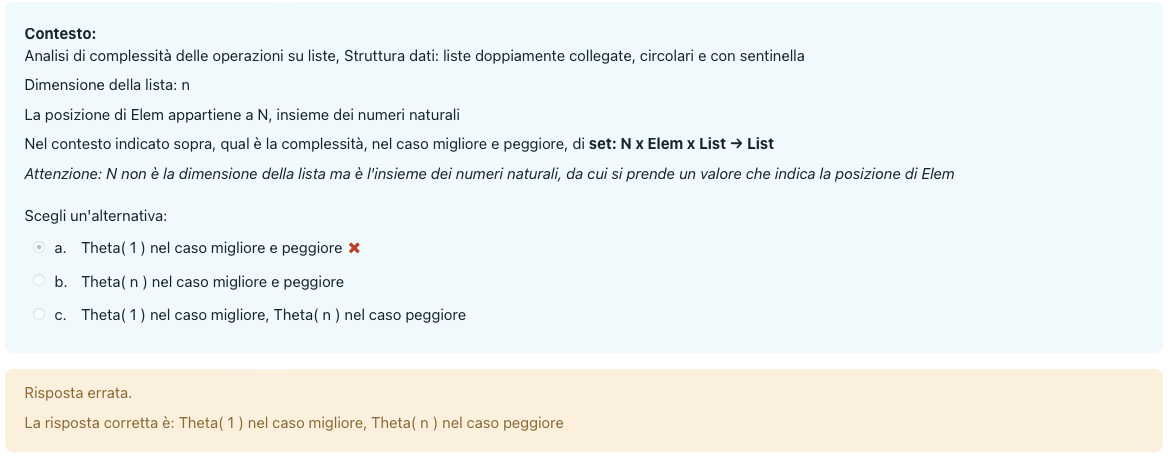 Contesto:
Analisi di complessità delle operazioni su liste, Struttura dati: liste doppiamente collegate, circolari e con sentinella
Dimensione della lista: n
La posizione di Elem appartiene a N, insieme dei numeri naturali
Nel contesto indicato sopra, qual è la complessità, nel caso migliore e peggiore, di set: N x Elem x List → List
Attenzione: N non è la dimensione della lista ma è l'insieme dei numeri naturali, da cui si prende un valore che indica la posizione di Elem
Scegli un'alternativa:
a. Theta( 1 ) nel caso migliore e peggiore ✖
b. Theta( n ) nel caso migliore e peggiore
c. Theta( 1 ) nel caso migliore, Theta( n ) nel caso peggiore
Risposta errata.
La risposta corretta è: Theta( 1 ) nel caso migliore, Theta( n ) nel caso peggiore